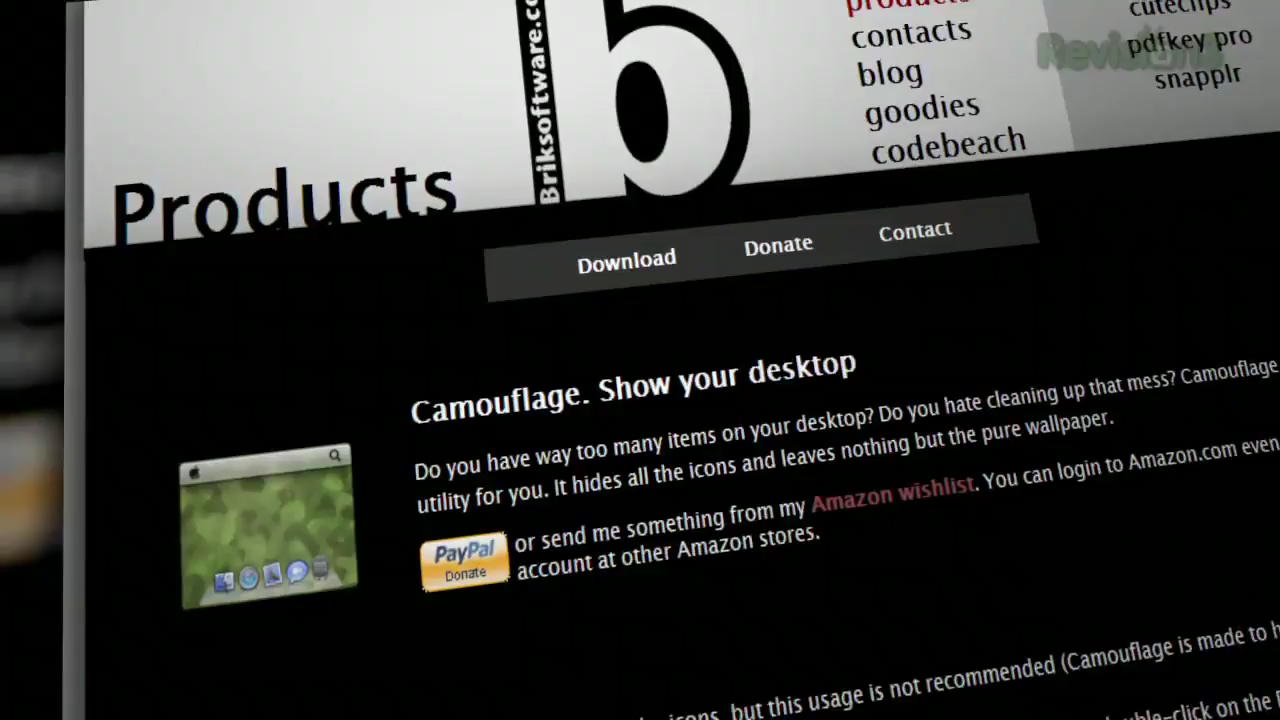 products
contacts
blog
goodies
codebeach
cuteclips
pdfkey pro
snapplr
Revision3
Briksoftware.co
b
Products
Download
Donate
Contact
Camouflage. Show your desktop
Do you have way too many items on your desktop? Do you hate cleaning up that mess? Camouflage
utility for you. It hides all the icons and leaves nothing but the pure wallpaper.
PayPal
Donate
or send me something from my Amazon wishlist. You can login to Amazon.com even
account at other Amazon stores.
icons, but this usage is not recommended (Camouflage is made to h
double-click on the